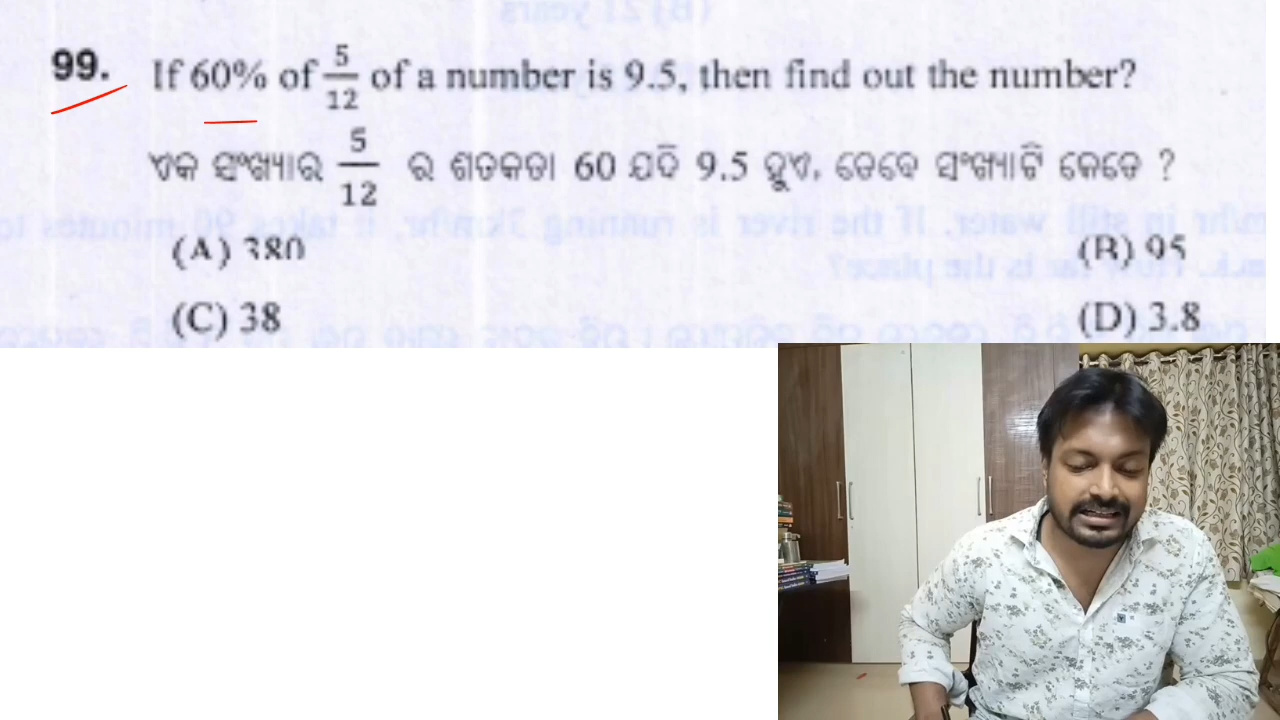 99. If 60% of 5/12 of a number is 9.5, then find out the number?
ଏକ ସଂଖ୍ୟାର 5/12 ର ଶତକଡା 60 ଯଦି 9.5 ହୁଏ, ତେବେ ସଂଖ୍ୟାଟି କେତେ ?
(A) 380 (B) 95
(C) 38 (D) 3.8